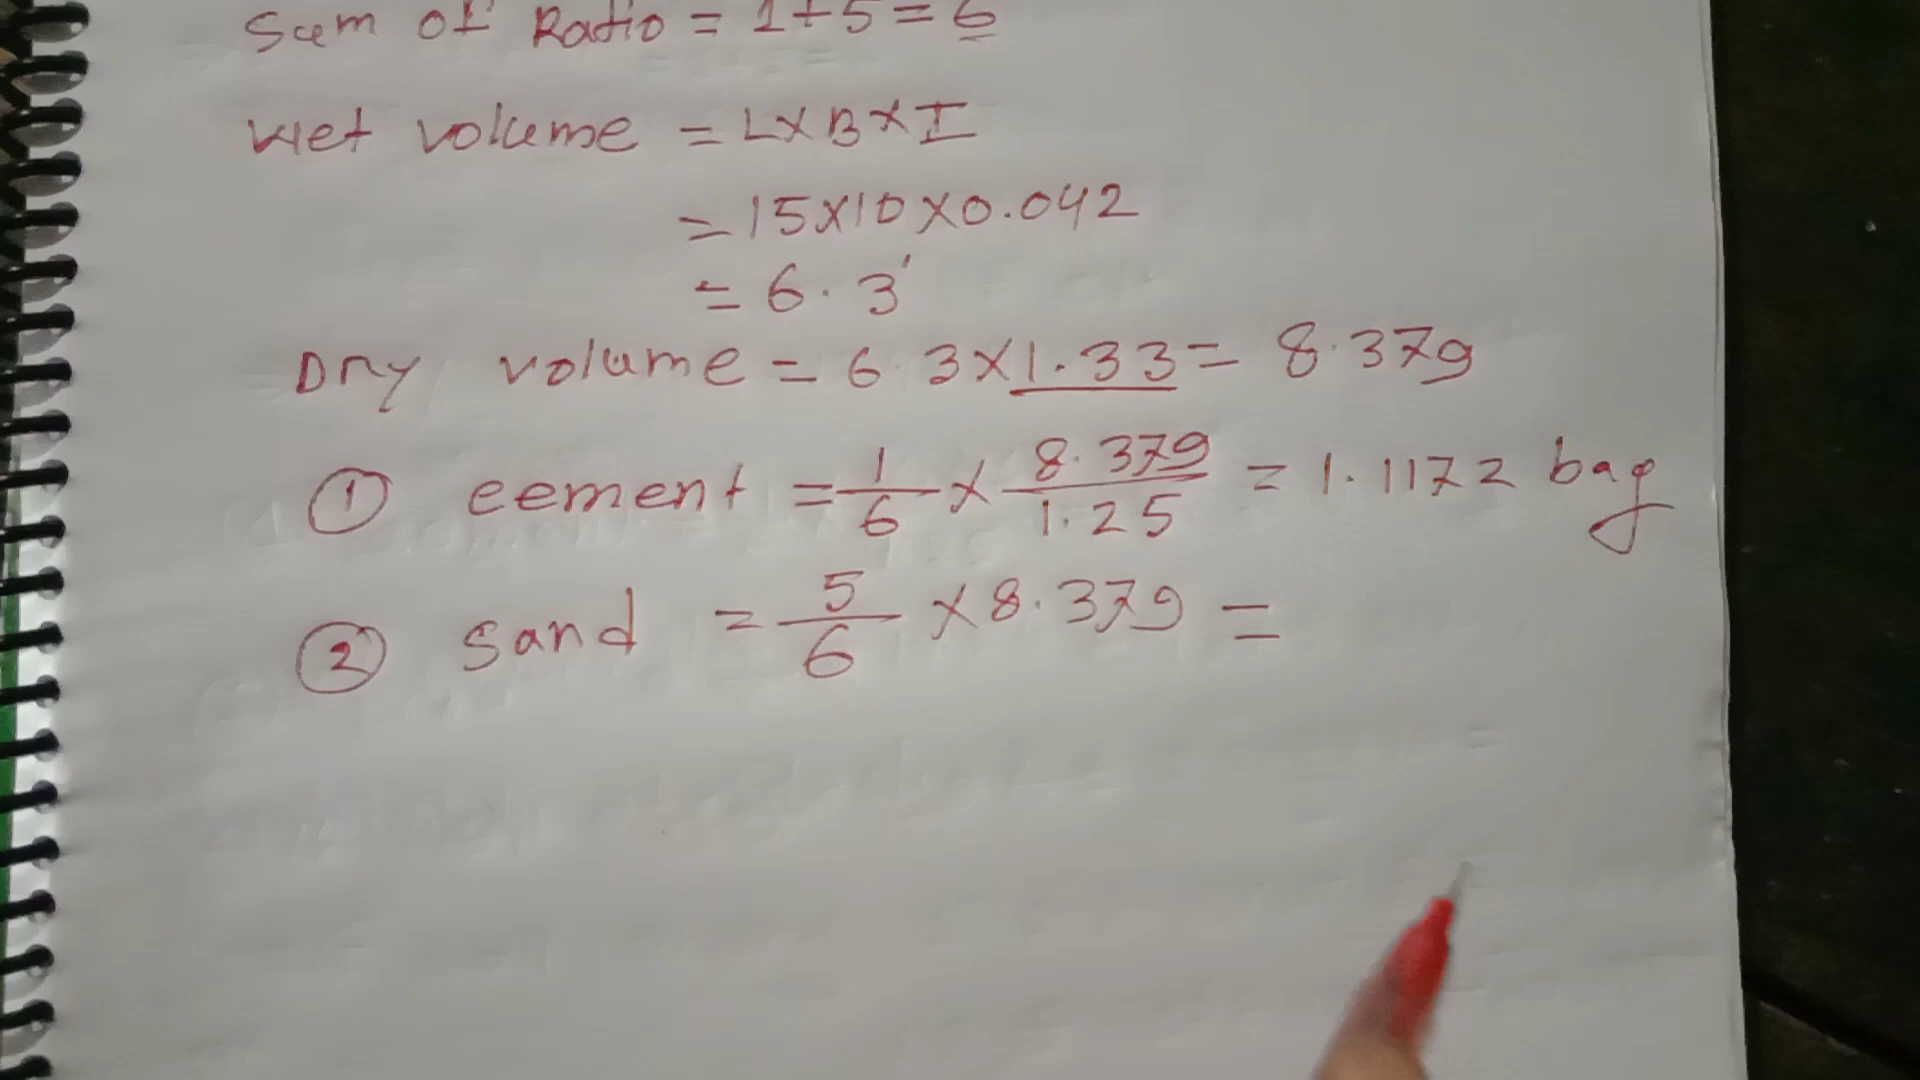 Sum of Ratio = 1+5 = 6
Wet volume = L×B×I
= 15×10×0.042
= 6.3'
Dry volume = 6.3×1.33 = 8.379
① cement = 1/6 × 8.379/1.25 = 1.1172 bag
② Sand = 5/6 × 8.379 =